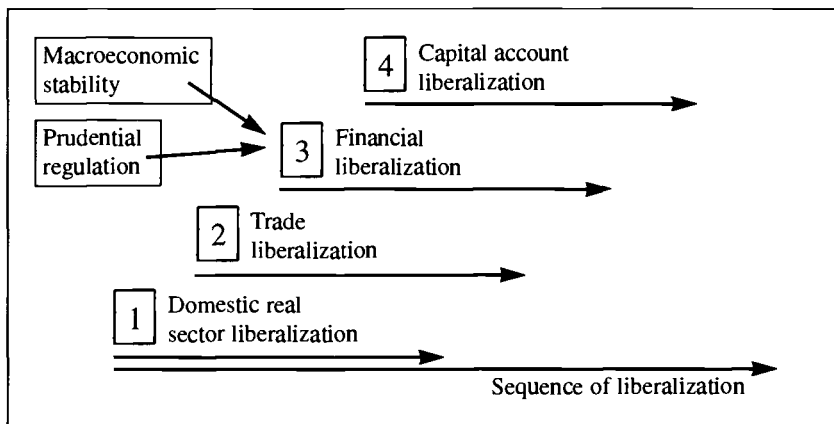 Macroeconomic
stability
Prudential
regulation
4 Capital account
liberalization
3 Financial
liberalization
2 Trade
liberalization
1 Domestic real
sector liberalization
Sequence of liberalization